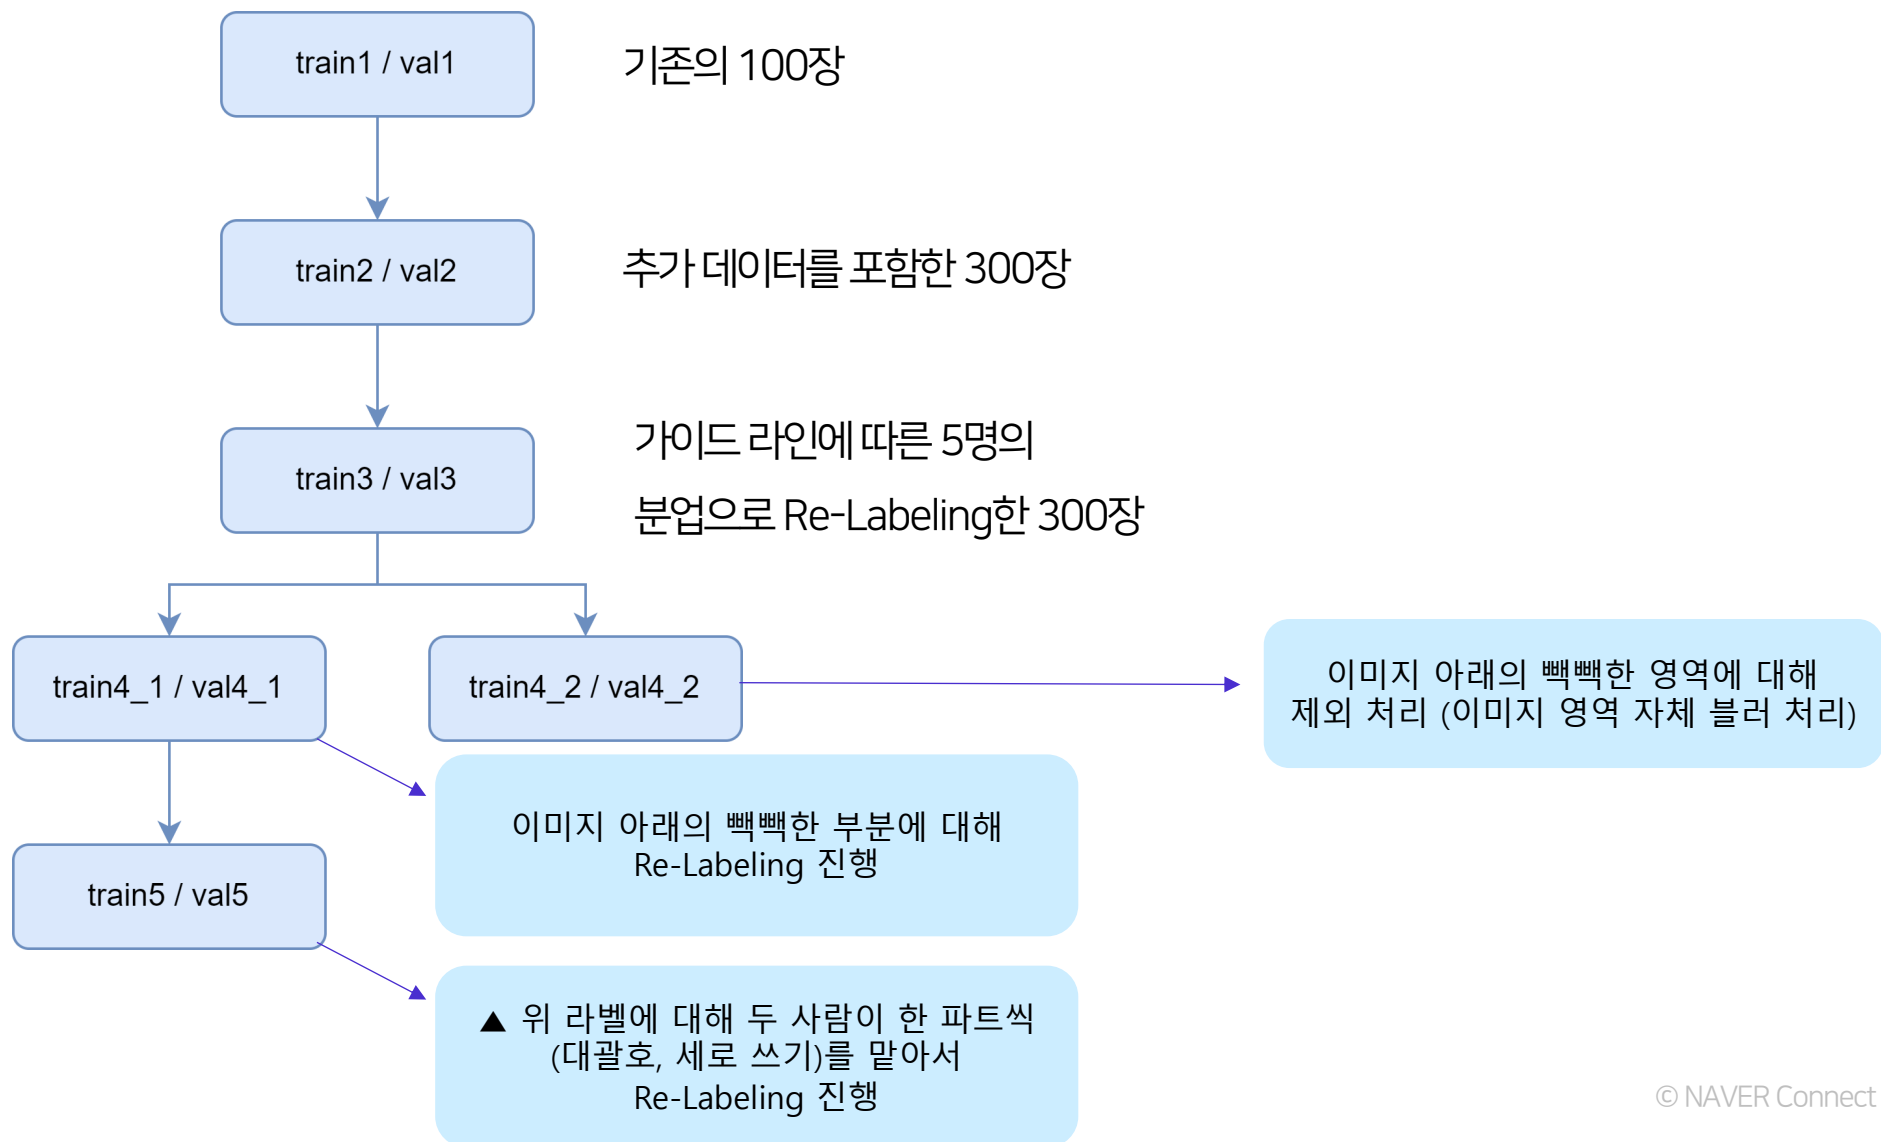 train1 / val1
기존의 100장
train2 / val2
추가 데이터를 포함한 300장
train3 / val3
가이드 라인에 따른 5명의
분업으로 Re-Labeling한 300장
train4_1 / val4_1
train4_2 / val4_2
이미지 아래의 빽빽한 영역에 대해
제외 처리 (이미지 영역 자체 블러 처리)
이미지 아래의 빽빽한 부분에 대해
Re-Labeling 진행
train5 / val5
▲ 위 라벨에 대해 두 사람이 한 파트씩
(대괄호, 세로 쓰기)를 맡아서
Re-Labeling 진행
© NAVER Connect